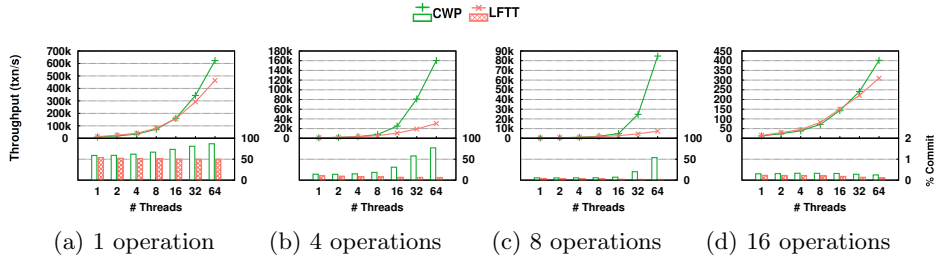 CWP LFTT
Throughput (txn/s)
700k
600k
500k
400k
300k
200k
100k
0
100
50
0
1 2 4 8 16 32 64
# Threads
(a) 1 operation
180k
160k
140k
120k
100k
80k
60k
40k
20k
0
100
50
0
1 2 4 8 16 32 64
# Threads
(b) 4 operations
90k
80k
70k
60k
50k
40k
30k
20k
10k
0
100
50
0
1 2 4 8 16 32 64
# Threads
(c) 8 operations
450
400
350
300
250
200
150
100
50
0
2
1
0
% Commit
1 2 4 8 16 32 64
# Threads
(d) 16 operations